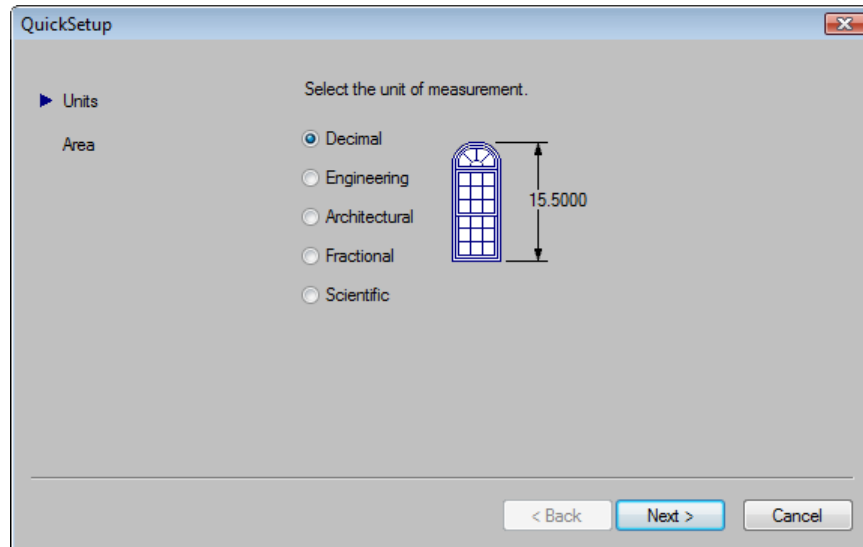 QuickSetup
Units
Area
Select the unit of measurement.
Decimal
Engineering
Architectural
Fractional
Scientific
15.5000
< Back
Next >
Cancel